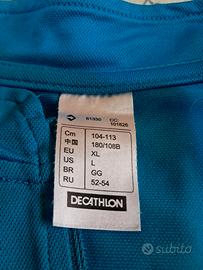 61330 CC: 101626
Cm 104-113
中国 180/108B
EU XL
US L
BR GG
RU 52-54
DECATHLON
subito